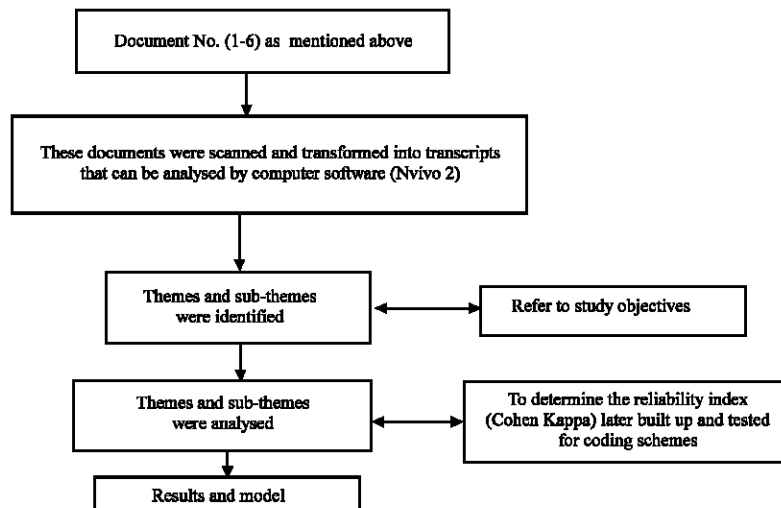 Document No. (1-6) as mentioned above
These documents were scanned and transformed into transcripts
that can be analysed by computer software (Nvivo 2)
Themes and sub-themes
were identified
Refer to study objectives
Themes and sub-themes
were analysed
To determine the reliability index
(Cohen Kappa) later built up and tested
for coding schemes
Results and model